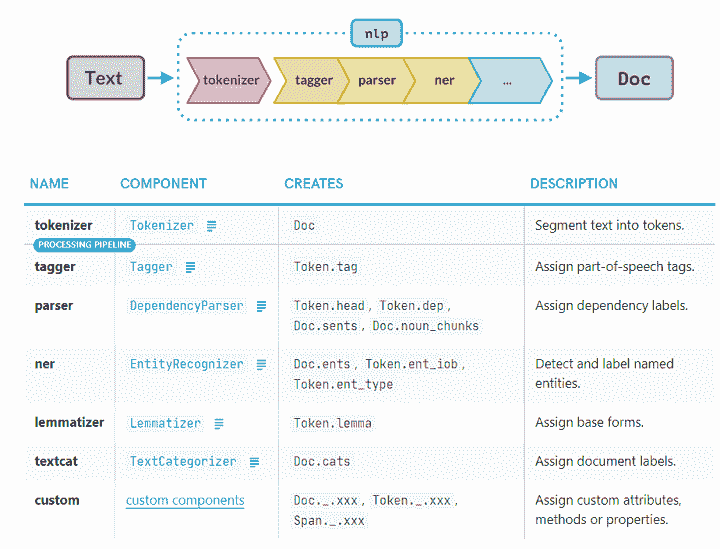 nlp
Text
tokenizer
tagger
parser
ner
...
Doc
NAME COMPONENT CREATES DESCRIPTION
tokenizer Tokenizer Doc Segment text into tokens.
PROCESSING PIPELINE
tagger Tagger Token.tag Assign part-of-speech tags.
parser DependencyParser Token.head, Token.dep, Assign dependency labels.
Doc.sents, Doc.noun_chunks
ner EntityRecognizer Doc.ents, Token.ent_iob, Detect and label named
Token.ent_type entities.
lemmatizer Lemmatizer Token.lemma Assign base forms.
textcat TextCategorizer Doc.cats Assign document labels.
custom custom components Doc._.xxx, Token._.xxx, Assign custom attributes,
Span._.xxx methods or properties.